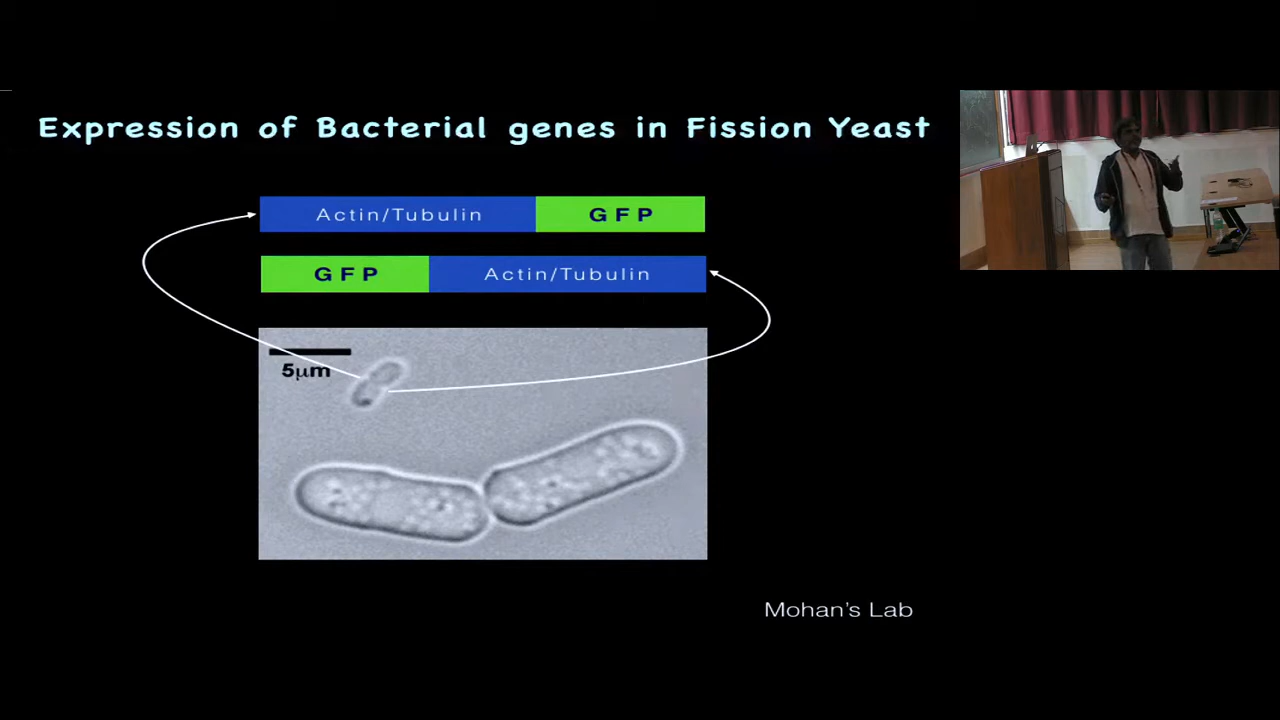 Expression of Bacterial genes in Fission Yeast
Actin/Tubulin GFP
GFP Actin/Tubulin
5μm
Mohan's Lab